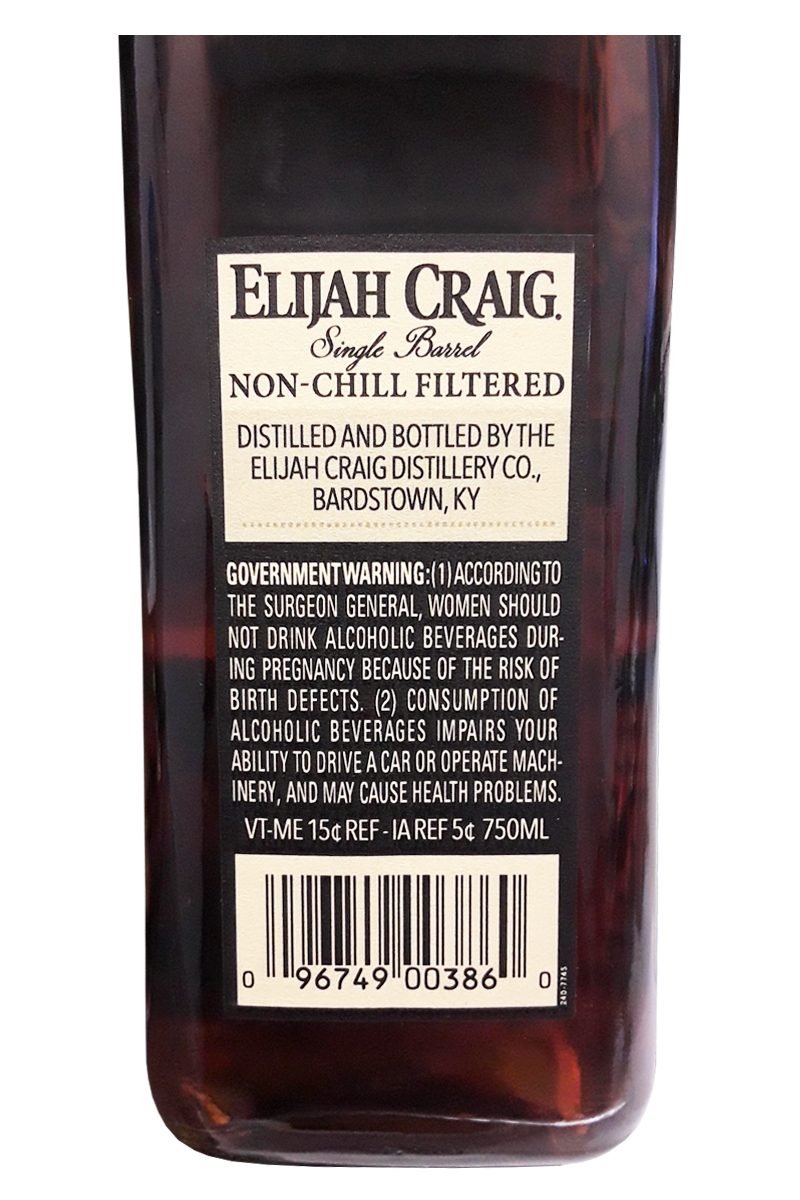 ELIJAH CRAIG.
Single Barrel
NON-CHILL FILTERED
DISTILLED AND BOTTLED BY THE
ELIJAH CRAIG DISTILLERY CO.,
BARDSTOWN, KY
GOVERNMENT WARNING: (1) ACCORDING TO
THE SURGEON GENERAL, WOMEN SHOULD
NOT DRINK ALCOHOLIC BEVERAGES DUR-
ING PREGNANCY BECAUSE OF THE RISK OF
BIRTH DEFECTS. (2) CONSUMPTION OF
ALCOHOLIC BEVERAGES IMPAIRS YOUR
ABILITY TO DRIVE A CAR OR OPERATE MACH-
INERY, AND MAY CAUSE HEALTH PROBLEMS.
VT-ME 15¢ REF - IA REF 5¢ 750ML
0 96749 00386 0
240-7745